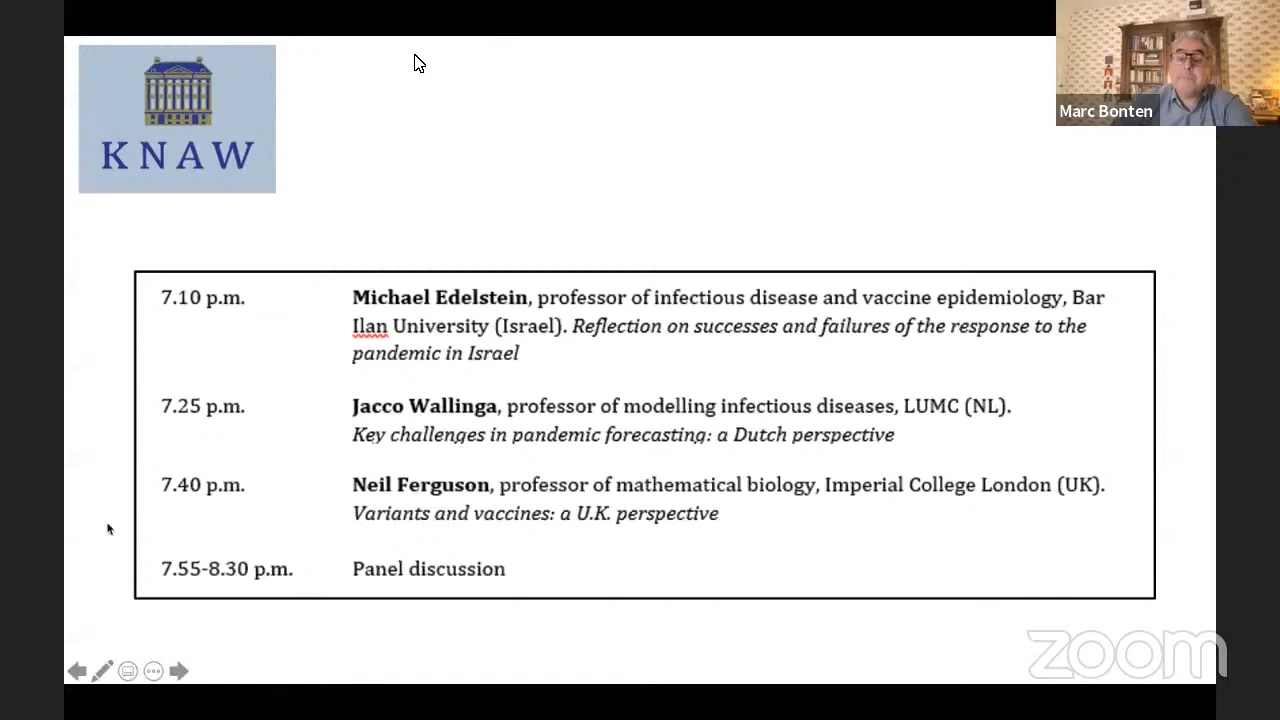 KNAW
Marc Bonten
7.10 p.m. Michael Edelstein, professor of infectious disease and vaccine epidemiology, Bar
Ilan University (Israel). Reflection on successes and failures of the response to the
pandemic in Israel
7.25 p.m. Jacco Wallinga, professor of modelling infectious diseases, LUMC (NL).
Key challenges in pandemic forecasting: a Dutch perspective
7.40 p.m. Neil Ferguson, professor of mathematical biology, Imperial College London (UK).
Variants and vaccines: a U.K. perspective
7.55-8.30 p.m. Panel discussion
zoom